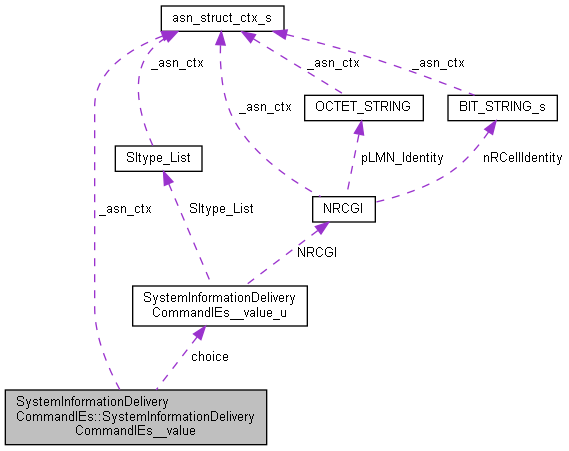 asn_struct_ctx_s
_asn_ctx
_asn_ctx
_asn_ctx
_asn_ctx
OCTET_STRING
BIT_STRING_s
SItype_List
pLMN_Identity
nRCellIdentity
_asn_ctx
SItype_List
NRCGI
NRCGI
SystemInformationDelivery
CommandIEs__value_u
choice
SystemInformationDelivery
CommandIEs::SystemInformationDelivery
CommandIEs__value